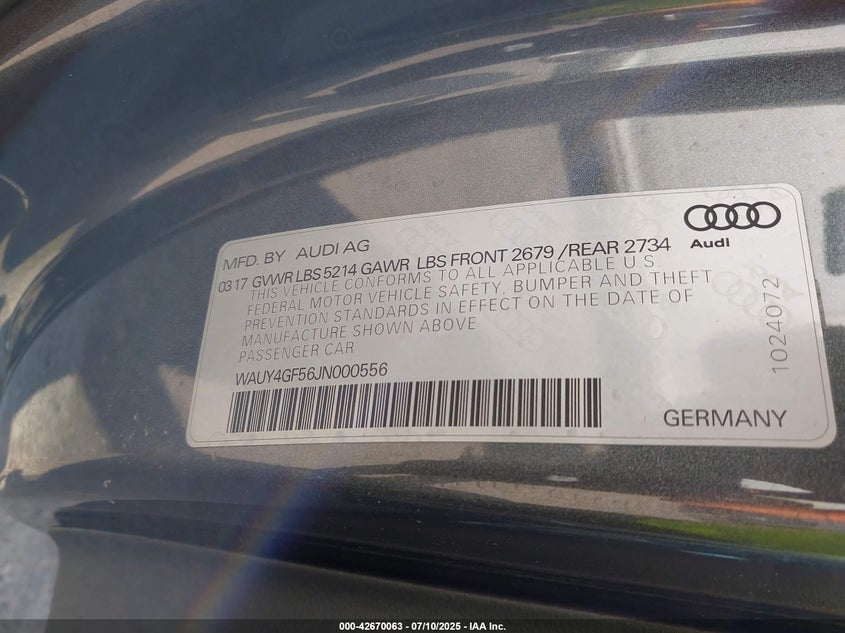 MFD. BY AUDI AG
0317 GVWR LBS 5214 GAWR LBS FRONT 2679 / REAR 2734
THIS VEHICLE CONFORMS TO ALL APPLICABLE U.S.
FEDERAL MOTOR VEHICLE SAFETY, BUMPER AND THEFT
PREVENTION STANDARDS IN EFFECT ON THE DATE OF
MANUFACTURE SHOWN ABOVE
PASSENGER CAR
WAUY4GF56JN000556
Audi
1024072
GERMANY
000-42670063 - 07/10/2025 - IAA Inc.